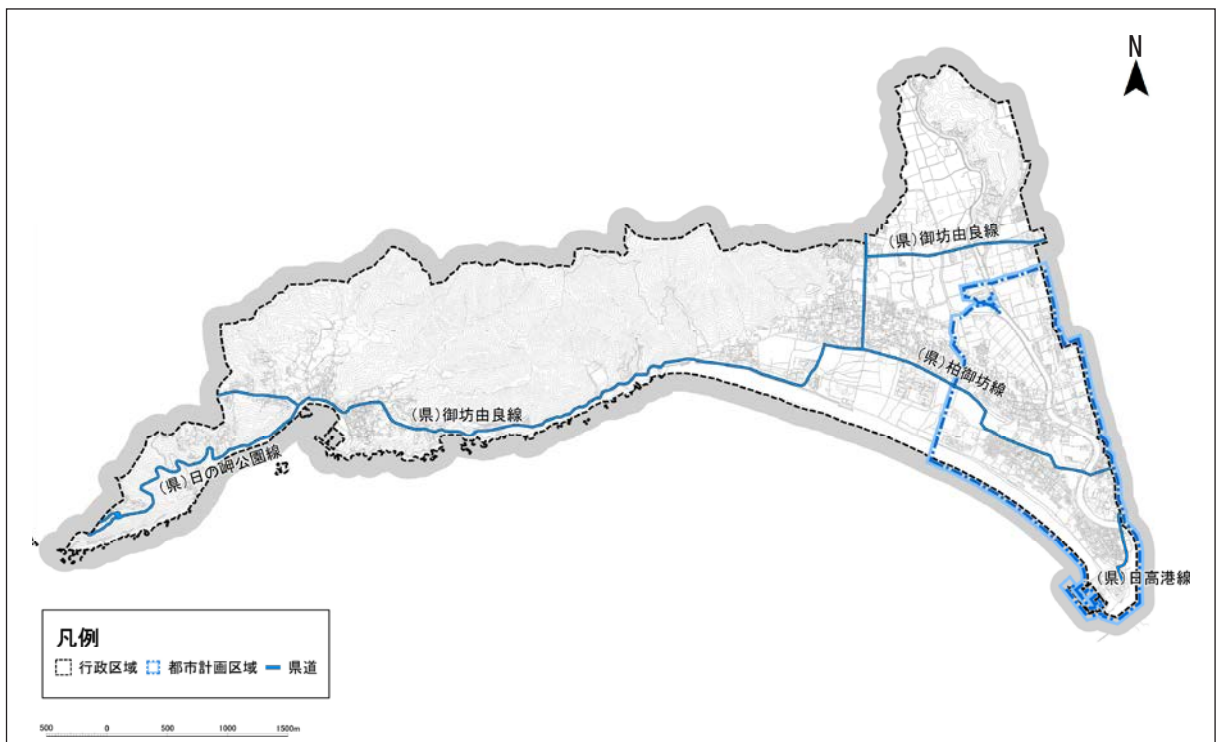 N
(県)御坊由良線
(県)柏御坊線
(県)御坊由良線
(県)日の岬公園線
(県)日高港線
凡例
行政区域 都市計画区域 県道
500 0 500 1000 1500m